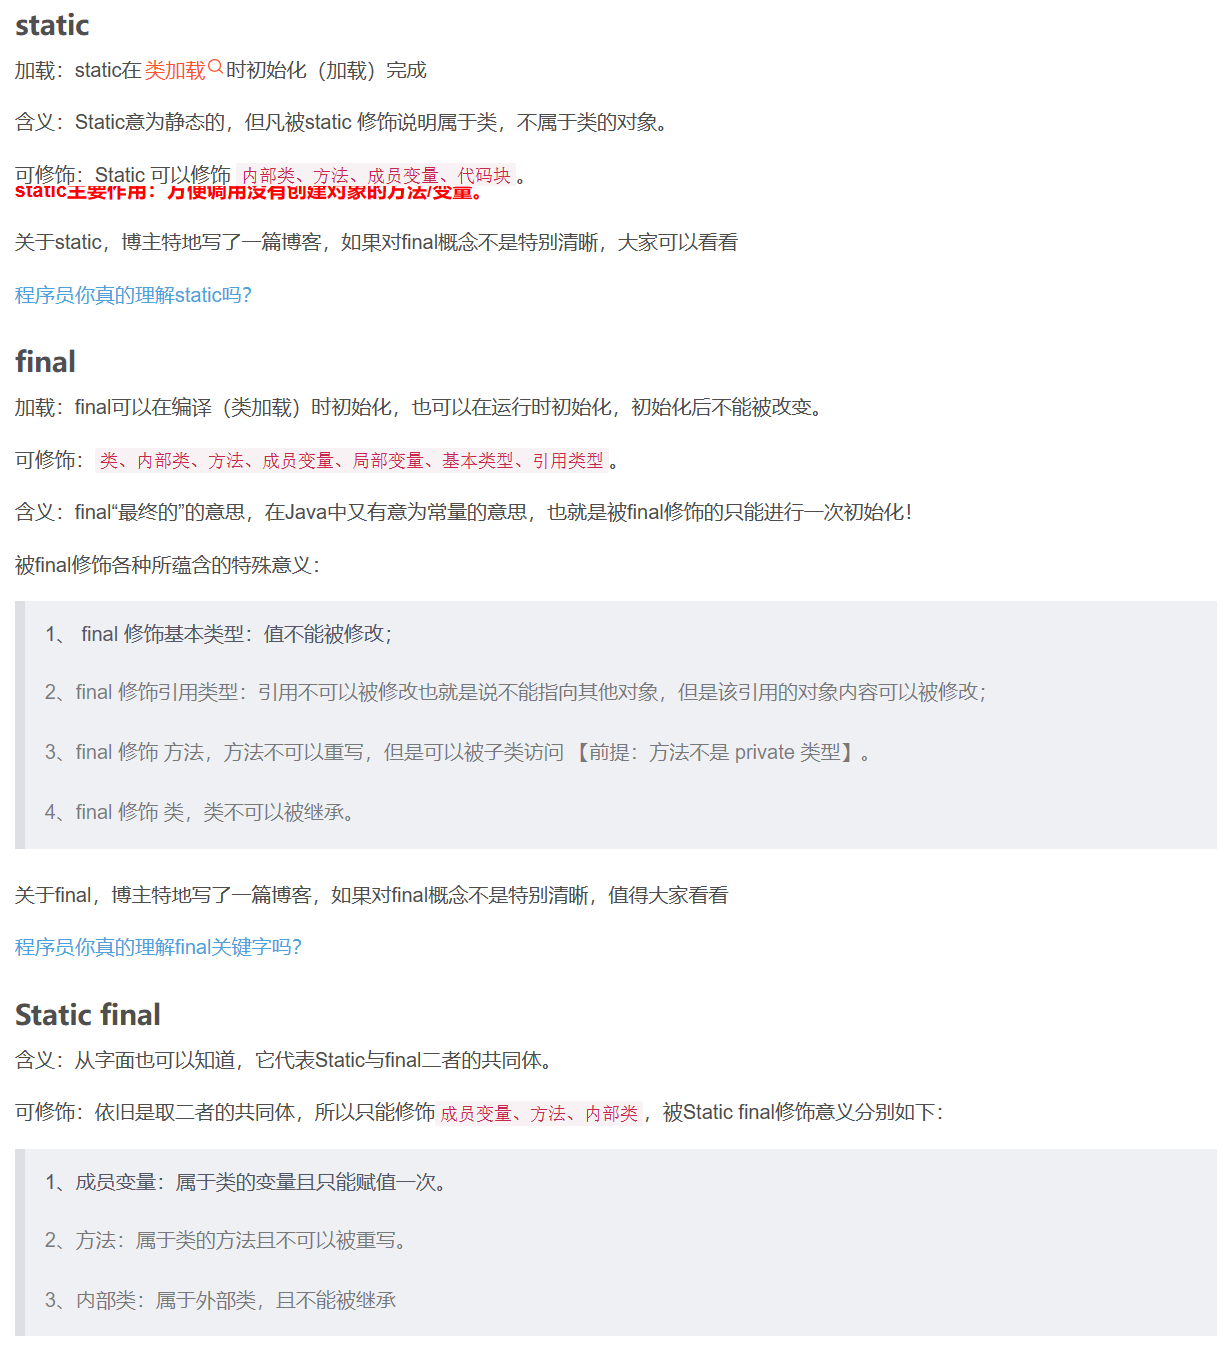 static
加载：static在类加载时初始化（加载）完成
含义：Static意为静态的，但凡被static 修饰说明属于类，不属于类的对象。
可修饰：Static 可以修饰 内部类、方法、成员变量、代码块。
static主要作用：方便调用没有创建对象的方法/变量。
关于static，博主特地写了一篇博客，如果对final概念不是特别清晰，大家可以看看
程序员你真的理解static吗？
final
加载：final可以在编译（类加载）时初始化，也可以在运行时初始化，初始化后不能被改变。
可修饰：类、内部类、方法、成员变量、局部变量、基本类型、引用类型。
含义：final“最终的”的意思，在Java中又有意为常量的意思，也就是被final修饰的只能进行一次初始化！
被final修饰各种所蕴含的特殊意义：
1、 final 修饰基本类型：值不能被修改；
2、final 修饰引用类型：引用不可以被修改也就是说不能指向其他对象，但是该引用的对象内容可以被修改；
3、final 修饰 方法，方法不可以重写，但是可以被子类访问 【前提：方法不是 private 类型】。
4、final 修饰 类，类不可以被继承。
关于final，博主特地写了一篇博客，如果对final概念不是特别清晰，值得大家看看
程序员你真的理解final关键字吗？
Static final
含义：从字面也可以知道，它代表Static与final二者的共同体。
可修饰：依旧是取二者的共同体，所以只能修饰成员变量、方法、内部类，被Static final修饰意义分别如下：
1、成员变量：属于类的变量且只能赋值一次。
2、方法：属于类的方法且不可以被重写。
3、内部类：属于外部类，且不能被继承